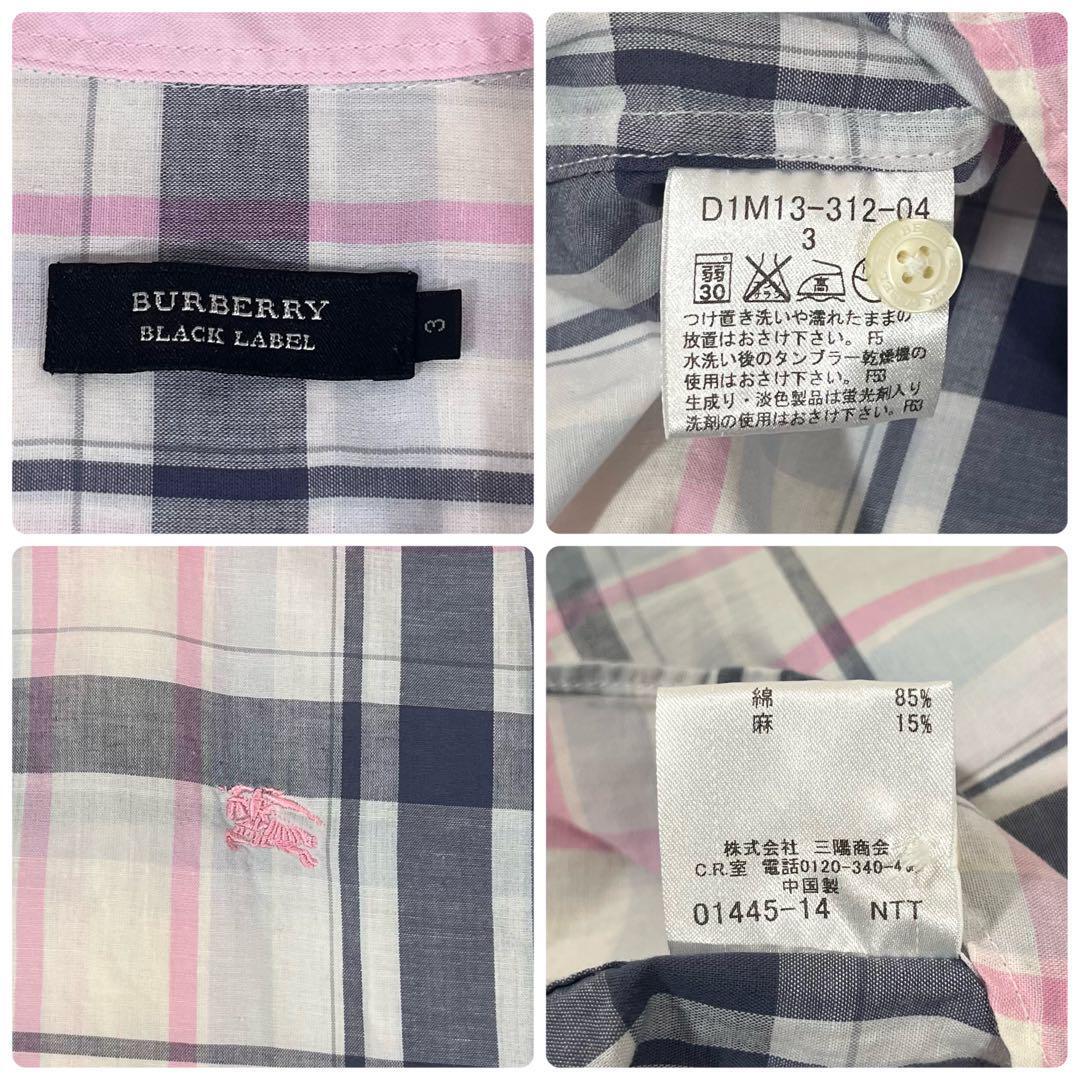 BURBERRY
BLACK LABEL
3
D1M13-312-04
3
弱
30
高
つけ置き洗いや濡れたままの
放置はおさけ下さい。 F5
水洗い後のタンブラー乾燥機の
使用はおさけ下さい。 F53
生成り・淡色製品は蛍光剤入り
洗剤の使用はおさけ下さい。F63
綿 85%
麻 15%
株式会社 三陽商会
C.R.室 電話0120-340-4
中国製
01445-14 NTT